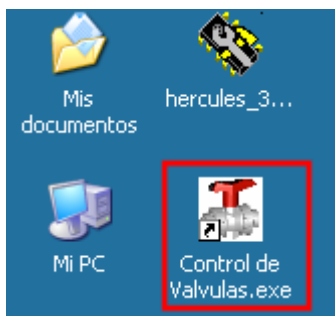 Mis
documentos
hercules_3...
Mi PC
Control de
Valvulas.exe